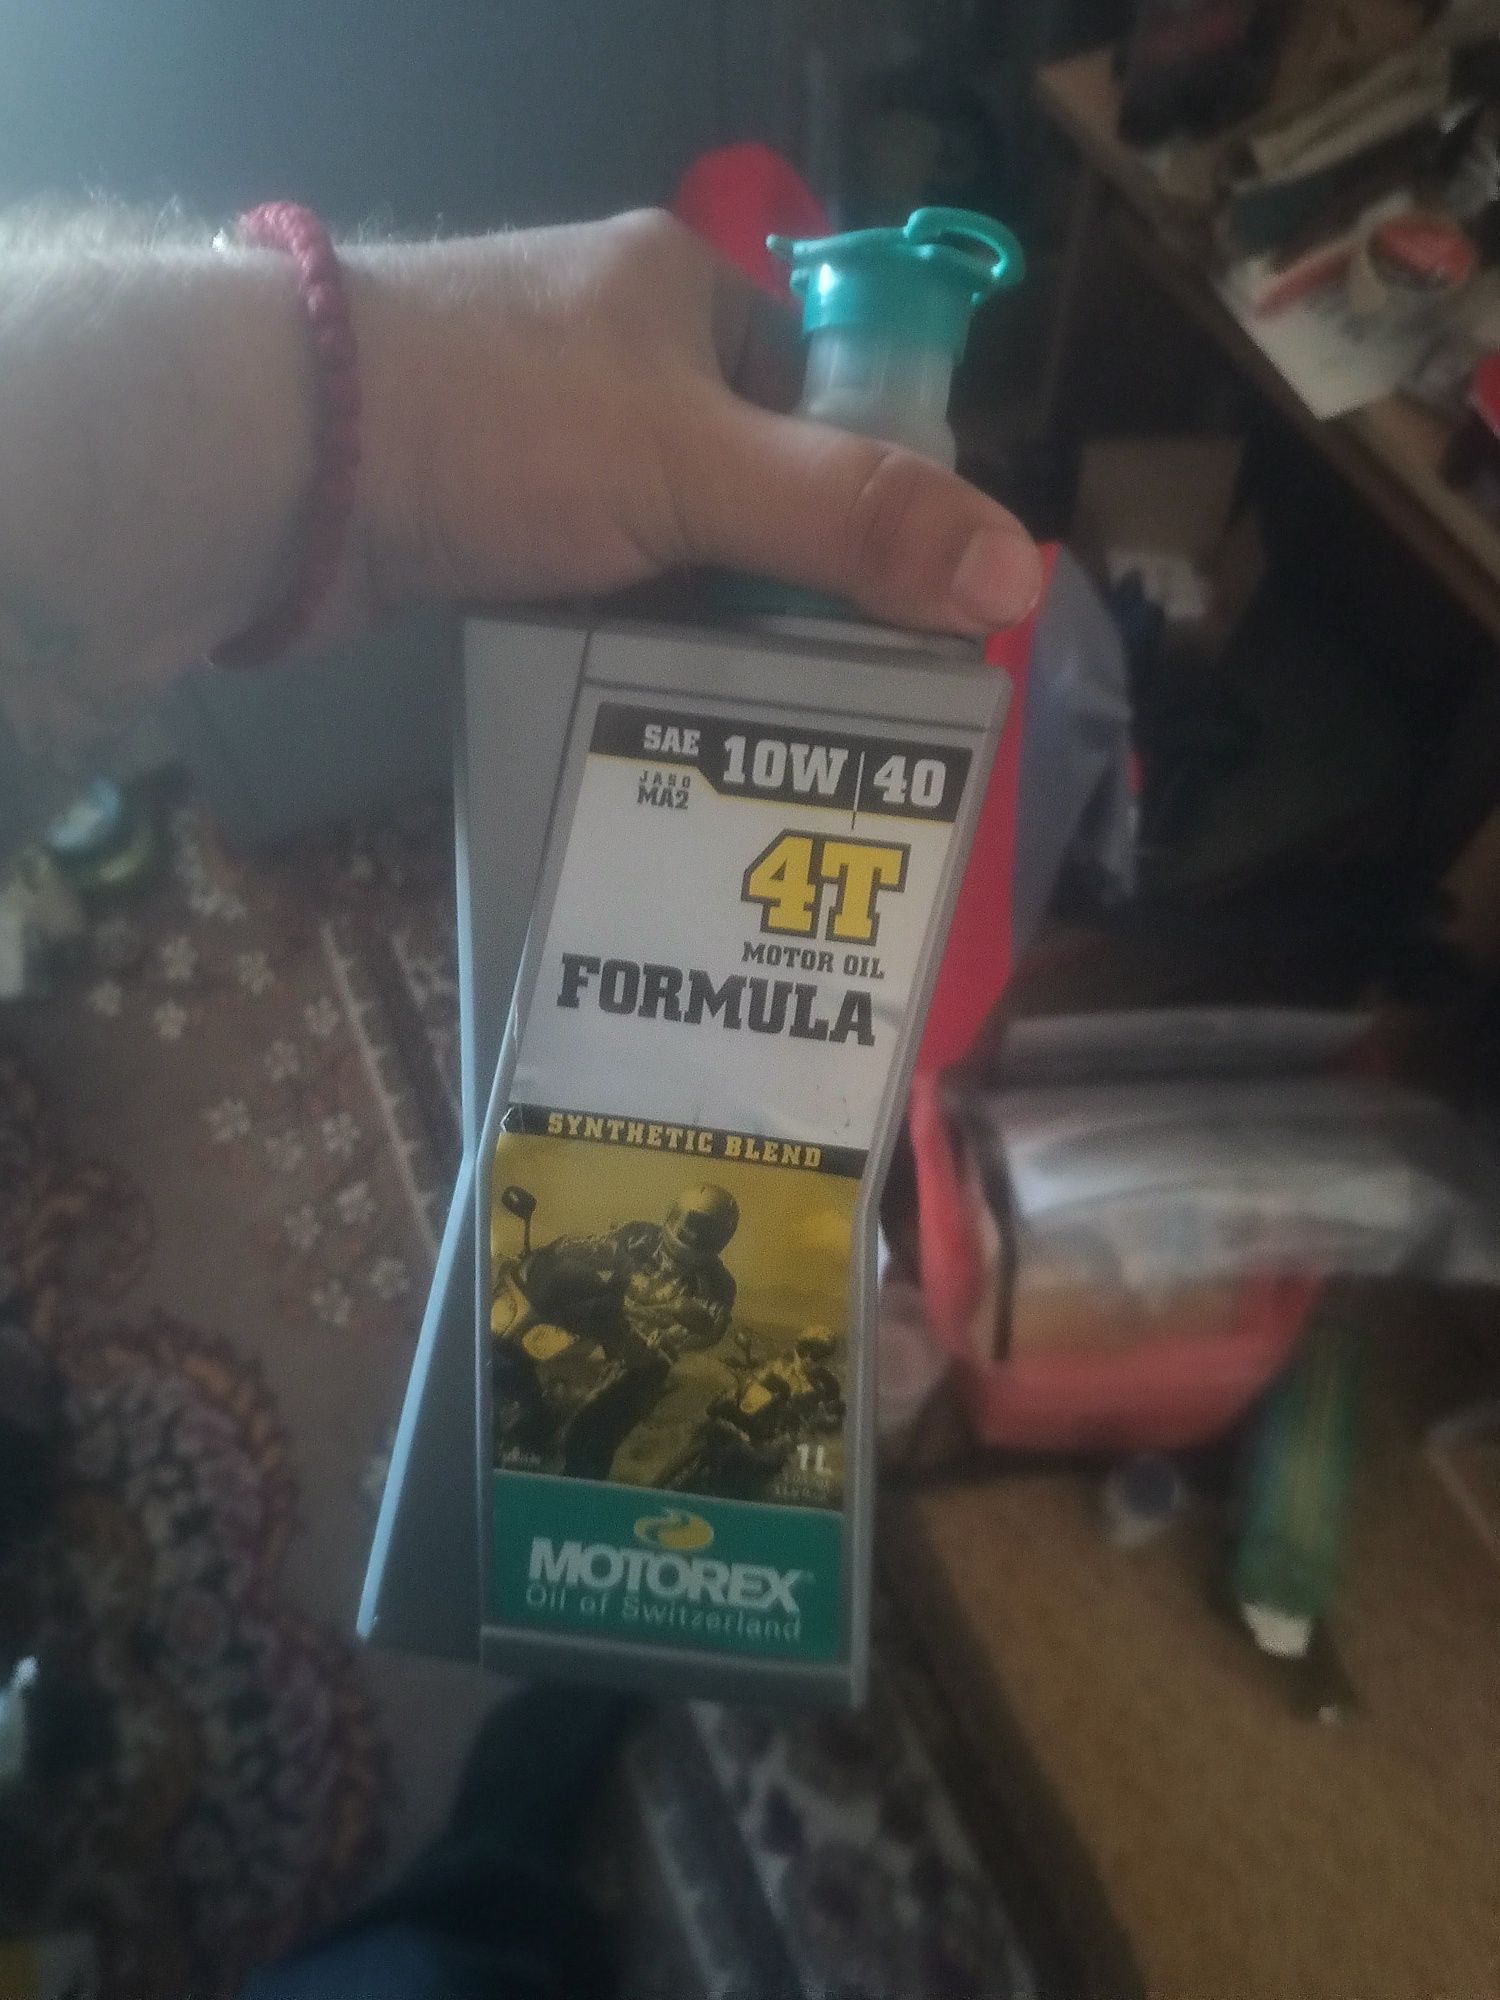 SAE 10W 40
JASO
MA2
4T
MOTOR OIL
FORMULA
SYNTHETIC BLEND
1L
MOTOREX
Oil of Switzerland